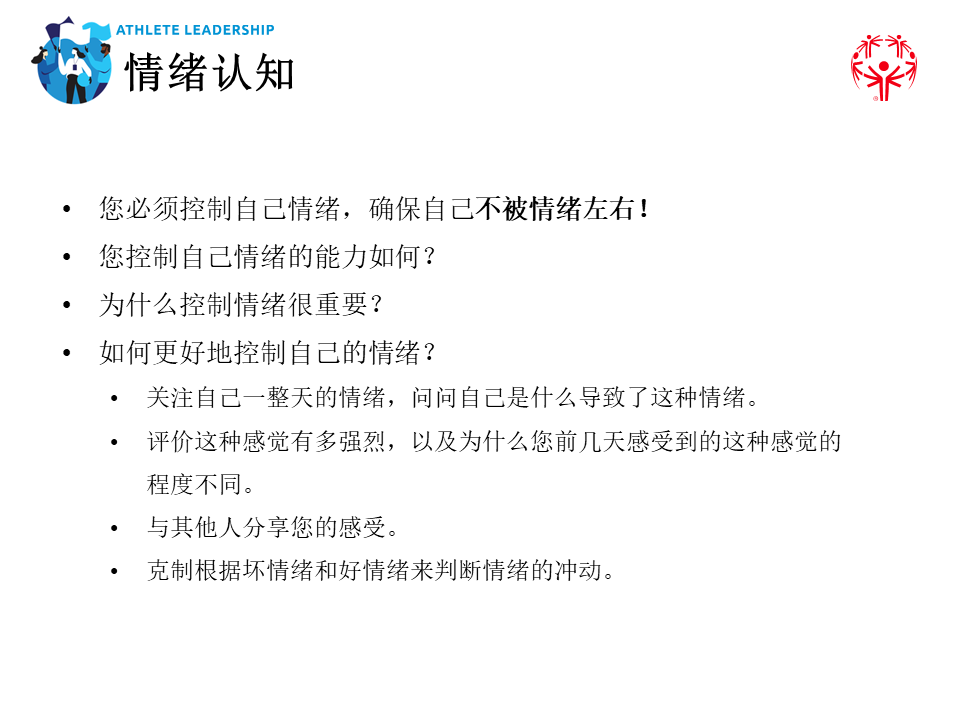 ATHLETE LEADERSHIP
情绪认知
• 您必须控制自己情绪，确保自己不被情绪左右！
• 您控制自己情绪的能力如何？
• 为什么控制情绪很重要？
• 如何更好地控制自己的情绪？
• 关注自己一整天的情绪，问问自己是什么导致了这种情绪。
• 评价这种感觉有多强烈，以及为什么您前几天感受到的这种感觉的
程度不同。
• 与其他人分享您的感受。
• 克制根据坏情绪和好情绪来判断情绪的冲动。